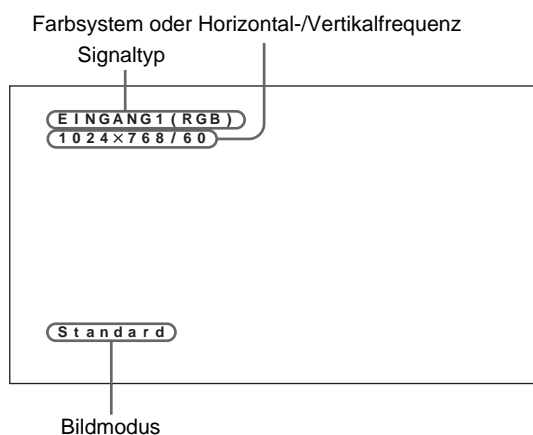 Farbsystem oder Horizontal-/Vertikalfrequenz
Signaltyp
EINGANG1(RGB)
1024×768/60
Standard
Bildmodus